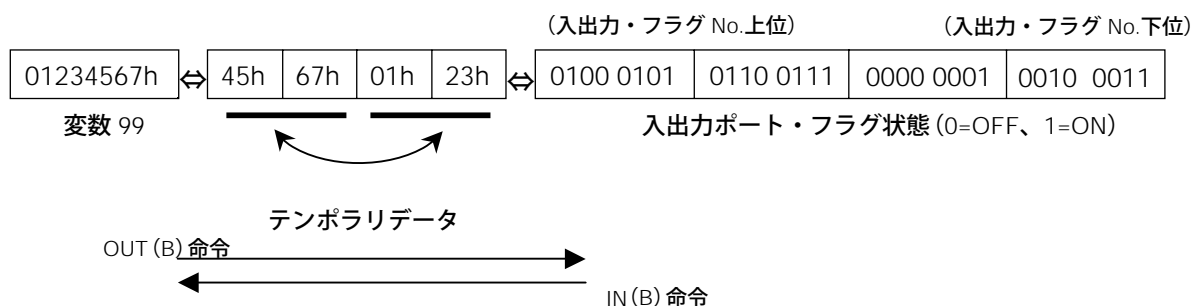 (入出力・フラグ No.上位) (入出力・フラグ No.下位)
01234567h ⇔ 45h 67h 01h 23h ⇔ 0100 0101 0110 0111 0000 0001 0010 0011
変数 99 入出力ポート・フラグ状態 (0=OFF、1=ON)
テンポラリデータ
OUT (B) 命令
IN (B) 命令